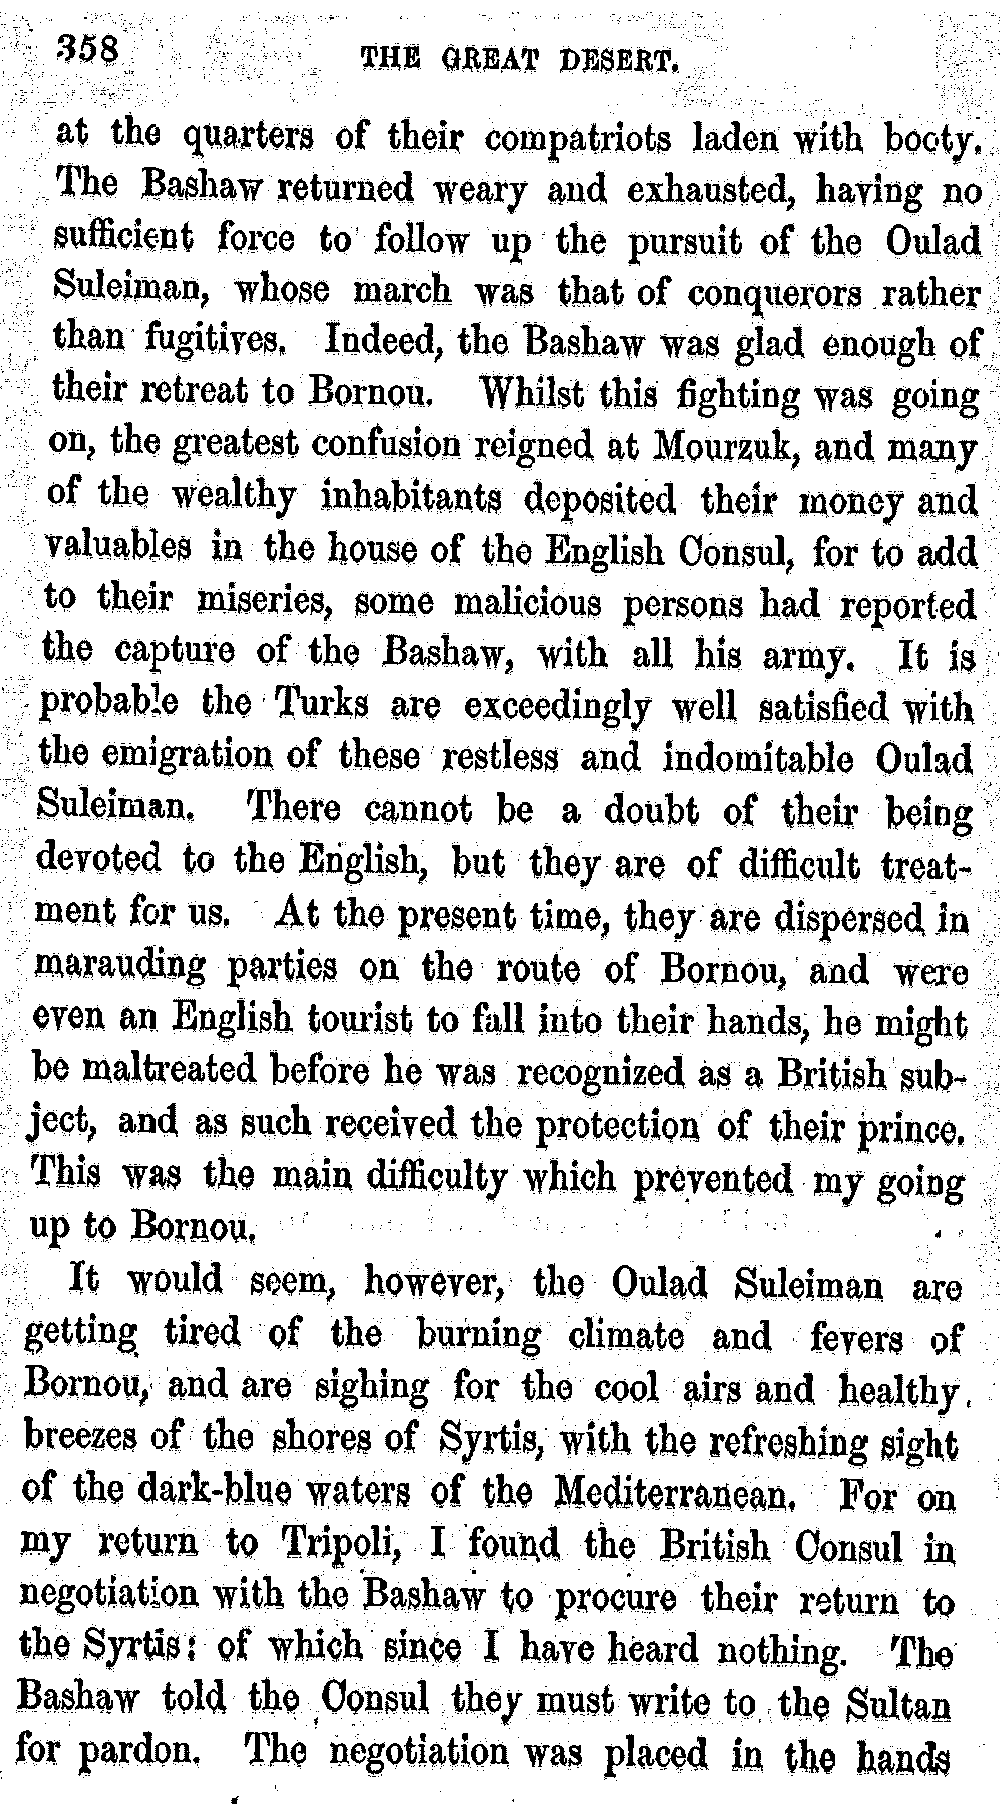 358 THE GREAT DESERT.
at the quarters of their compatriots laden with booty.
The Bashaw returned weary and exhausted, having no
sufficient force to follow up the pursuit of the Oulad
Suleiman, whose march was that of conquerors rather
than fugitives. Indeed, the Bashaw was glad enough of
their retreat to Bornou. Whilst this fighting was going
on, the greatest confusion reigned at Mourzuk, and many
of the wealthy inhabitants deposited their money and
valuables in the house of the English Consul, for to add
to their miseries, some malicious persons had reported
the capture of the Bashaw, with all his army. It is
probable the Turks are exceedingly well satisfied with
the emigration of these restless and indomitable Oulad
Suleiman. There cannot be a doubt of their being
devoted to the English, but they are of difficult treat-
ment for us. At the present time, they are dispersed in
marauding parties on the route of Bornou, and were
even an English tourist to fall into their hands, he might
be maltreated before he was recognized as a British sub-
ject, and as such received the protection of their prince.
This was the main difficulty which prevented my going
up to Bornou.
It would seem, however, the Oulad Suleiman are
getting tired of the burning climate and fevers of
Bornou, and are sighing for the cool airs and healthy
breezes of the shores of Syrtis, with the refreshing sight
of the dark-blue waters of the Mediterranean. For on
my return to Tripoli, I found the British Consul in
negotiation with the Bashaw to procure their return to
the Syrtis: of which since I have heard nothing. The
Bashaw told the Consul they must write to the Sultan
for pardon. The negotiation was placed in the hands